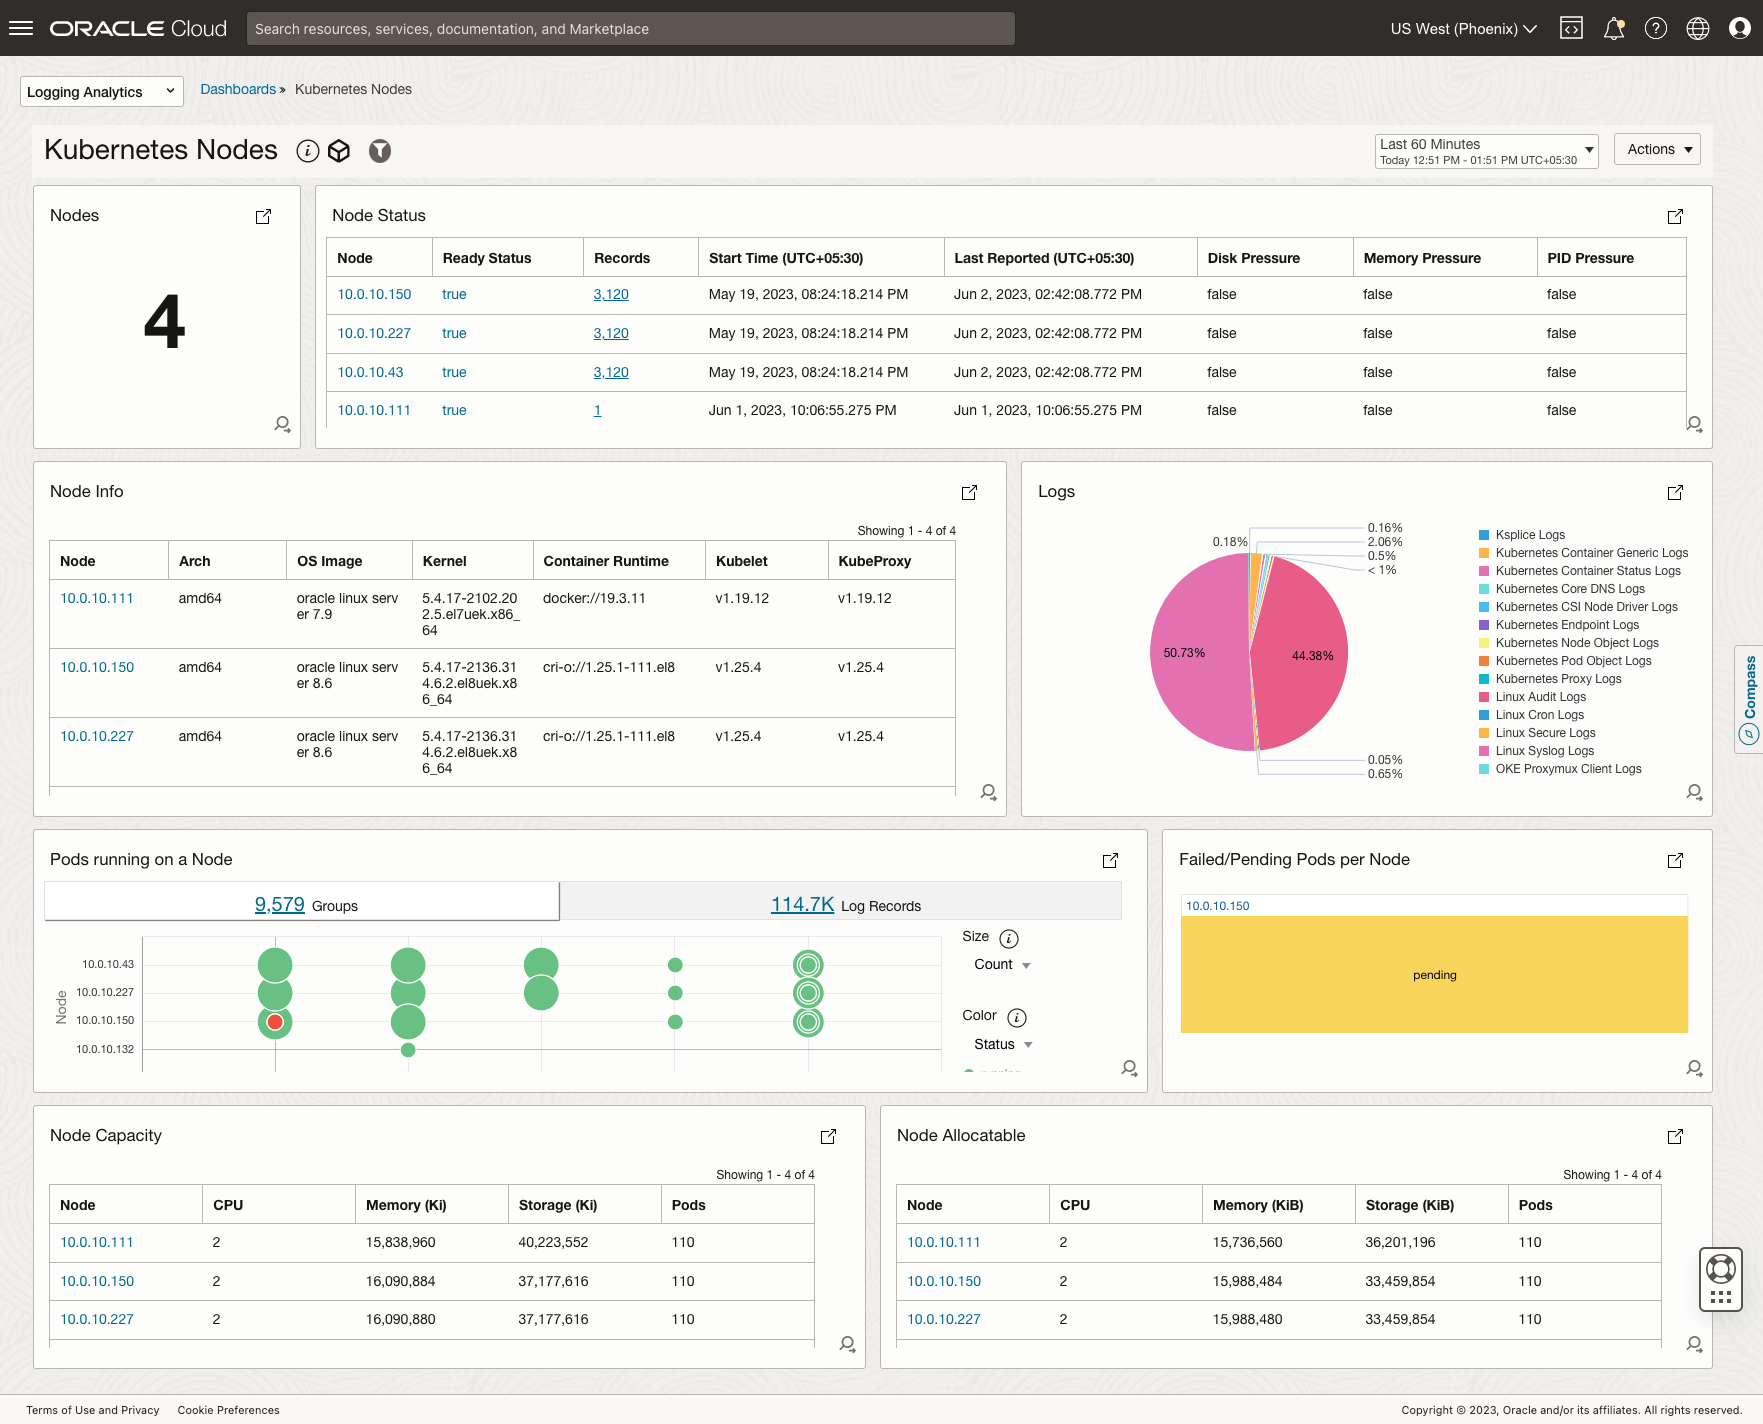 ORACLE Cloud
Search resources, services, documentation, and Marketplace
US West (Phoenix)
Logging Analytics
Dashboards » Kubernetes Nodes
Kubernetes Nodes
Last 60 Minutes
Today 12:51 PM - 01:51 PM UTC+05:30
Actions
Nodes
4
Node Status
Node Ready Status Records Start Time (UTC+05:30) Last Reported (UTC+05:30) Disk Pressure Memory Pressure PID Pressure
10.0.10.150 true 3,120 May 19, 2023, 08:24:18.214 PM Jun 2, 2023, 02:42:08.772 PM false false false
10.0.10.227 true 3,120 May 19, 2023, 08:24:18.214 PM Jun 2, 2023, 02:42:08.772 PM false false false
10.0.10.43 true 3,120 May 19, 2023, 08:24:18.214 PM Jun 2, 2023, 02:42:08.772 PM false false false
10.0.10.111 true 1 Jun 1, 2023, 10:06:55.275 PM Jun 1, 2023, 10:06:55.275 PM false false false
Node Info
Showing 1 - 4 of 4
Node Arch OS Image Kernel Container Runtime Kubelet KubeProxy
10.0.10.111 amd64 oracle linux serv 5.4.17-2102.20 docker://19.3.11 v1.19.12 v1.19.12
er 7.9 2.5.el7uek.x86_
64
10.0.10.150 amd64 oracle linux serv 5.4.17-2136.31 cri-o://1.25.1-111.el8 v1.25.4 v1.25.4
er 8.6 4.6.2.el8uek.x8
6_64
10.0.10.227 amd64 oracle linux serv 5.4.17-2136.31 cri-o://1.25.1-111.el8 v1.25.4 v1.25.4
er 8.6 4.6.2.el8uek.x8
6_64
Logs
0.16%
0.18% 2.06%
0.5%
< 1%
50.73%
44.38%
0.05%
0.65%
Ksplice Logs
Kubernetes Container Generic Logs
Kubernetes Container Status Logs
Kubernetes Core DNS Logs
Kubernetes CSI Node Driver Logs
Kubernetes Endpoint Logs
Kubernetes Node Object Logs
Kubernetes Pod Object Logs
Kubernetes Proxy Logs
Linux Audit Logs
Linux Cron Logs
Linux Secure Logs
Linux Syslog Logs
OKE Proxymux Client Logs
Compass
Pods running on a Node
9,579 Groups
114.7K Log Records
Node
10.0.10.43
10.0.10.227
10.0.10.150
10.0.10.132
Size
Count
Color
Status
Failed/Pending Pods per Node
10.0.10.150
pending
Node Capacity
Showing 1 - 4 of 4
Node CPU Memory (Ki) Storage (Ki) Pods
10.0.10.111 2 15,838,960 40,223,552 110
10.0.10.150 2 16,090,884 37,177,616 110
10.0.10.227 2 16,090,880 37,177,616 110
Node Allocatable
Showing 1 - 4 of 4
Node CPU Memory (KiB) Storage (KiB) Pods
10.0.10.111 2 15,736,560 36,201,196 110
10.0.10.150 2 15,988,484 33,459,854 110
10.0.10.227 2 15,988,480 33,459,854 110
Terms of Use and Privacy Cookie Preferences
Copyright © 2023, Oracle and/or its affiliates. All rights reserved.